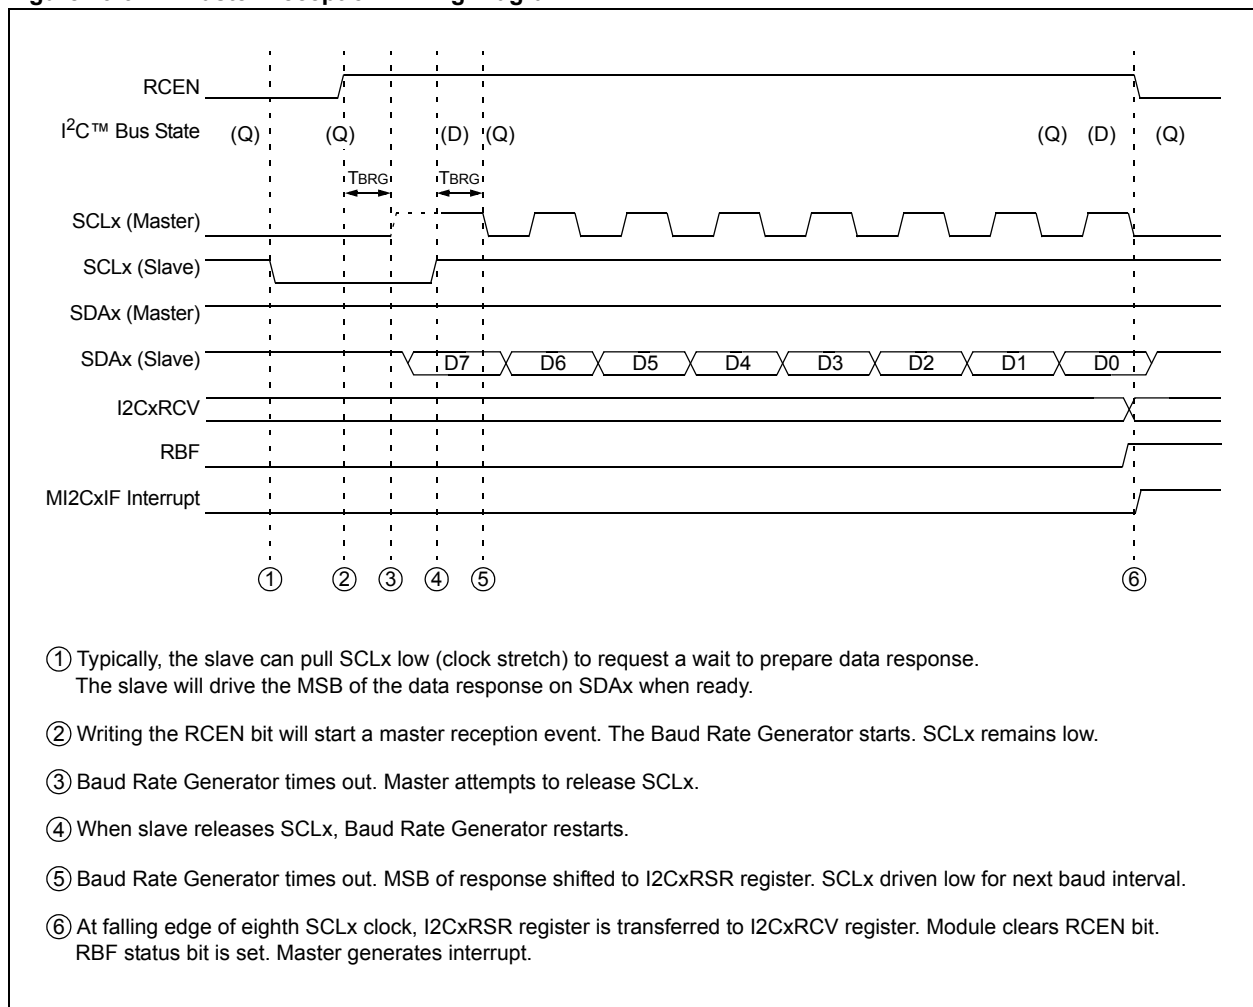 RCEN
I2C™ Bus State (Q) (Q) (D) (Q) (Q) (D) (Q)
TBRG TBRG
SCLx (Master)
SCLx (Slave)
SDAx (Master)
SDAx (Slave) D7 D6 D5 D4 D3 D2 D1 D0
I2CxRCV
RBF
MI2CxIF Interrupt
1 2 3 4 5 6
1 Typically, the slave can pull SCLx low (clock stretch) to request a wait to prepare data response.
The slave will drive the MSB of the data response on SDAx when ready.
2 Writing the RCEN bit will start a master reception event. The Baud Rate Generator starts. SCLx remains low.
3 Baud Rate Generator times out. Master attempts to release SCLx.
4 When slave releases SCLx, Baud Rate Generator restarts.
5 Baud Rate Generator times out. MSB of response shifted to I2CxRSR register. SCLx driven low for next baud interval.
6 At falling edge of eighth SCLx clock, I2CxRSR register is transferred to I2CxRCV register. Module clears RCEN bit.
RBF status bit is set. Master generates interrupt.